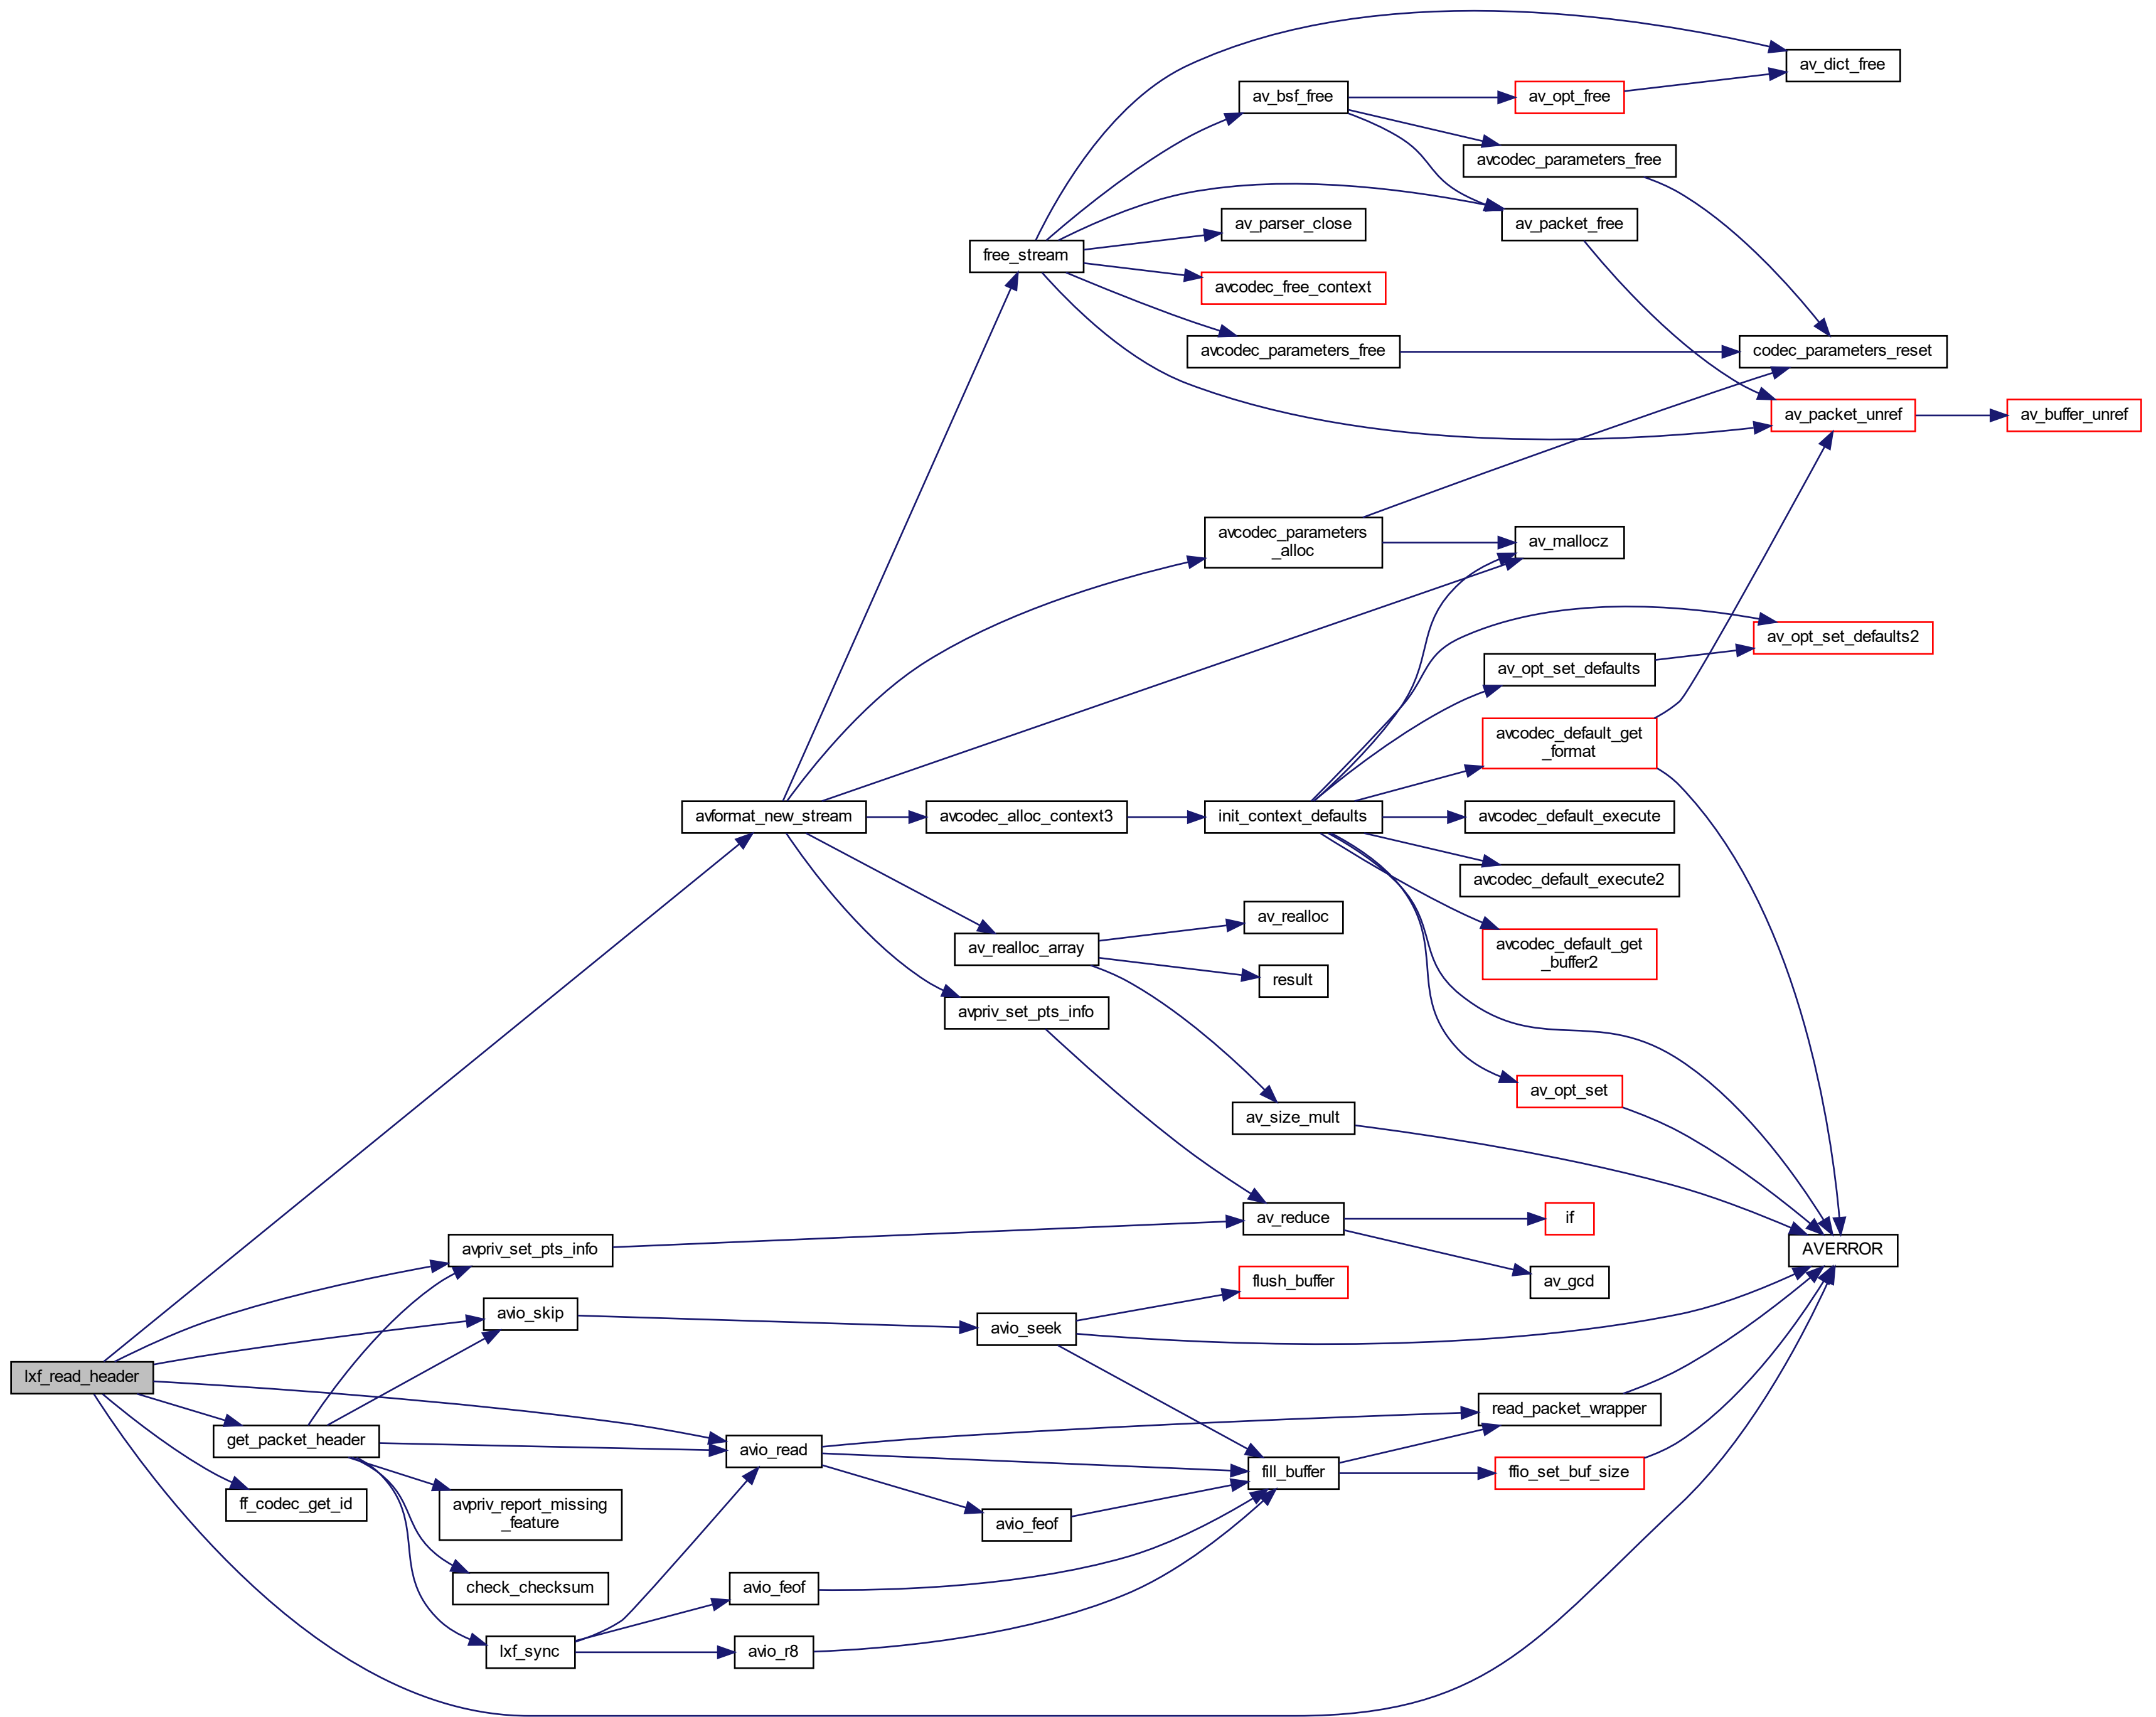 av_dict_free
av_bsf_free
av_opt_free
avcodec_parameters_free
av_parser_close
av_packet_free
free_stream
avcodec_free_context
avcodec_parameters_free
codec_parameters_reset
av_packet_unref
av_buffer_unref
avcodec_parameters
_alloc
av_mallocz
av_opt_set_defaults2
av_opt_set_defaults
avcodec_default_get
_format
avformat_new_stream
avcodec_alloc_context3
init_context_defaults
avcodec_default_execute
avcodec_default_execute2
av_realloc
av_realloc_array
avcodec_default_get
_buffer2
result
avpriv_set_pts_info
av_opt_set
av_size_mult
av_reduce
if
avpriv_set_pts_info
AVERROR
flush_buffer
av_gcd
avio_skip
avio_seek
lxf_read_header
read_packet_wrapper
get_packet_header
avio_read
fill_buffer
ffio_set_buf_size
ff_codec_get_id
avpriv_report_missing
_feature
avio_feof
check_checksum
avio_feof
lxf_sync
avio_r8